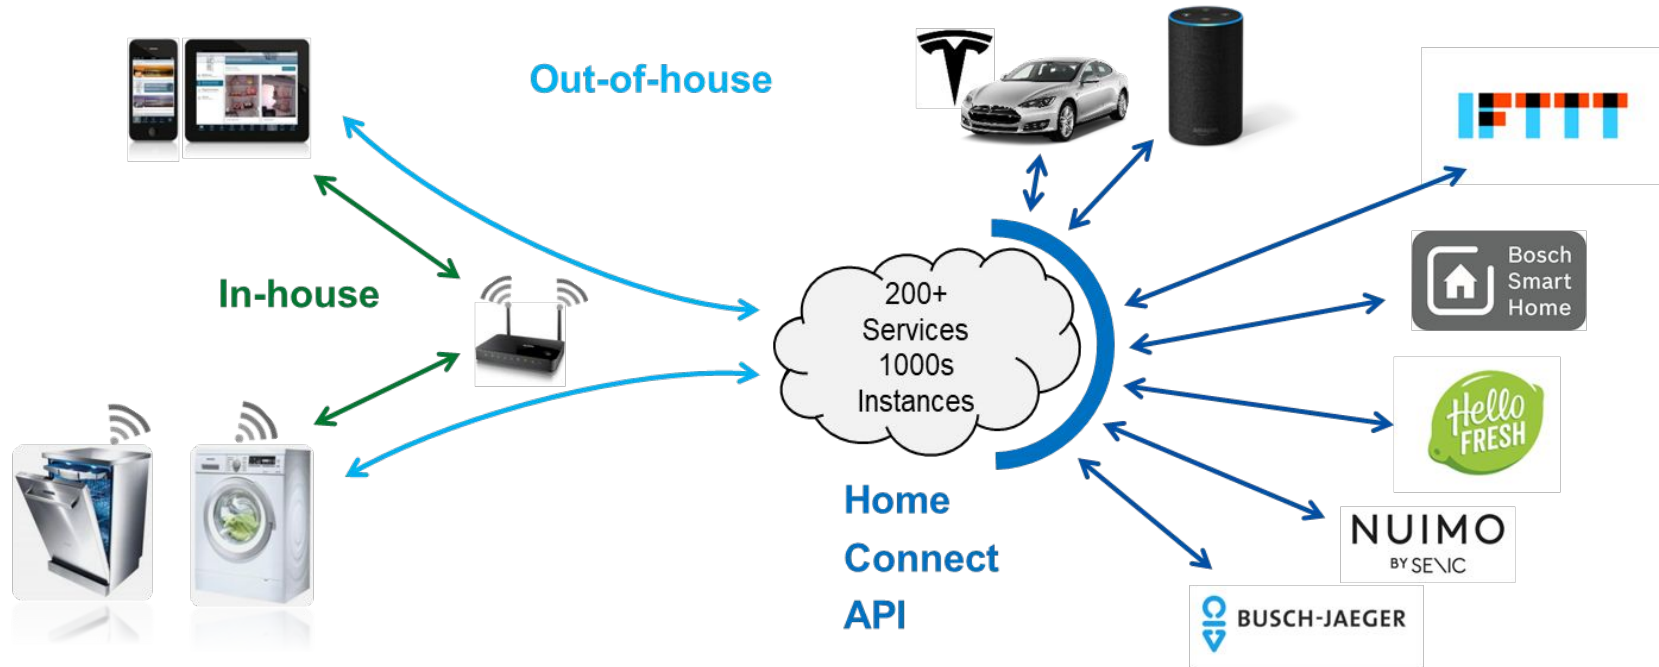 Out-of-house
IFTTT
In-house
200+
Services
1000s
Instances
Bosch
Smart
Home
Hello
FRESH
Home
Connect
API
NUIMO
BY SENIC
BUSCH-JAEGER